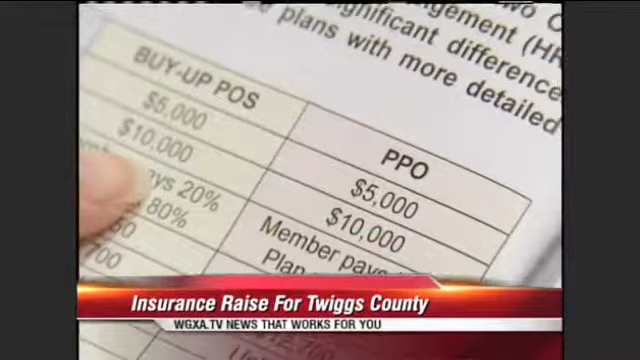 significant difference
plans with more detailed
BUY-UP POS
$5,000
$10,000
20%
80%
PPO
$5,000
$10,000
Member pays
Plan
Insurance Raise For Twiggs County
WGXA.TV NEWS THAT WORKS FOR YOU